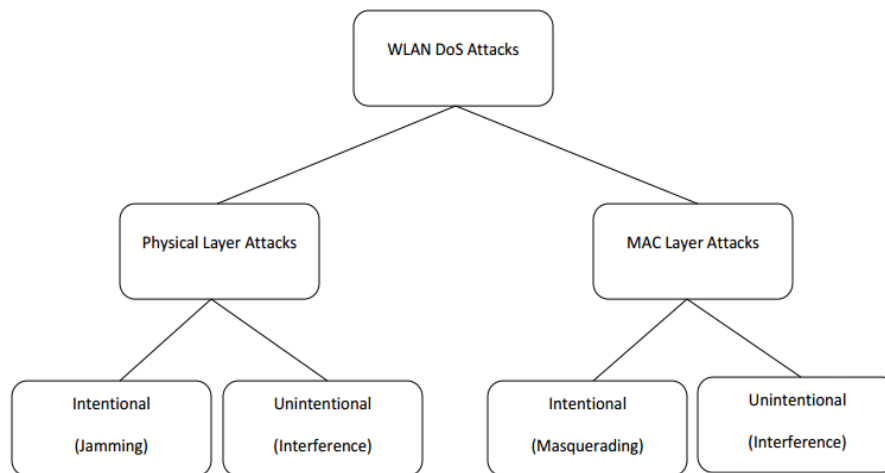 WLAN DoS Attacks
Physical Layer Attacks
MAC Layer Attacks
Intentional
(Jamming)
Unintentional
(Interference)
Intentional
(Masquerading)
Unintentional
(Interference)